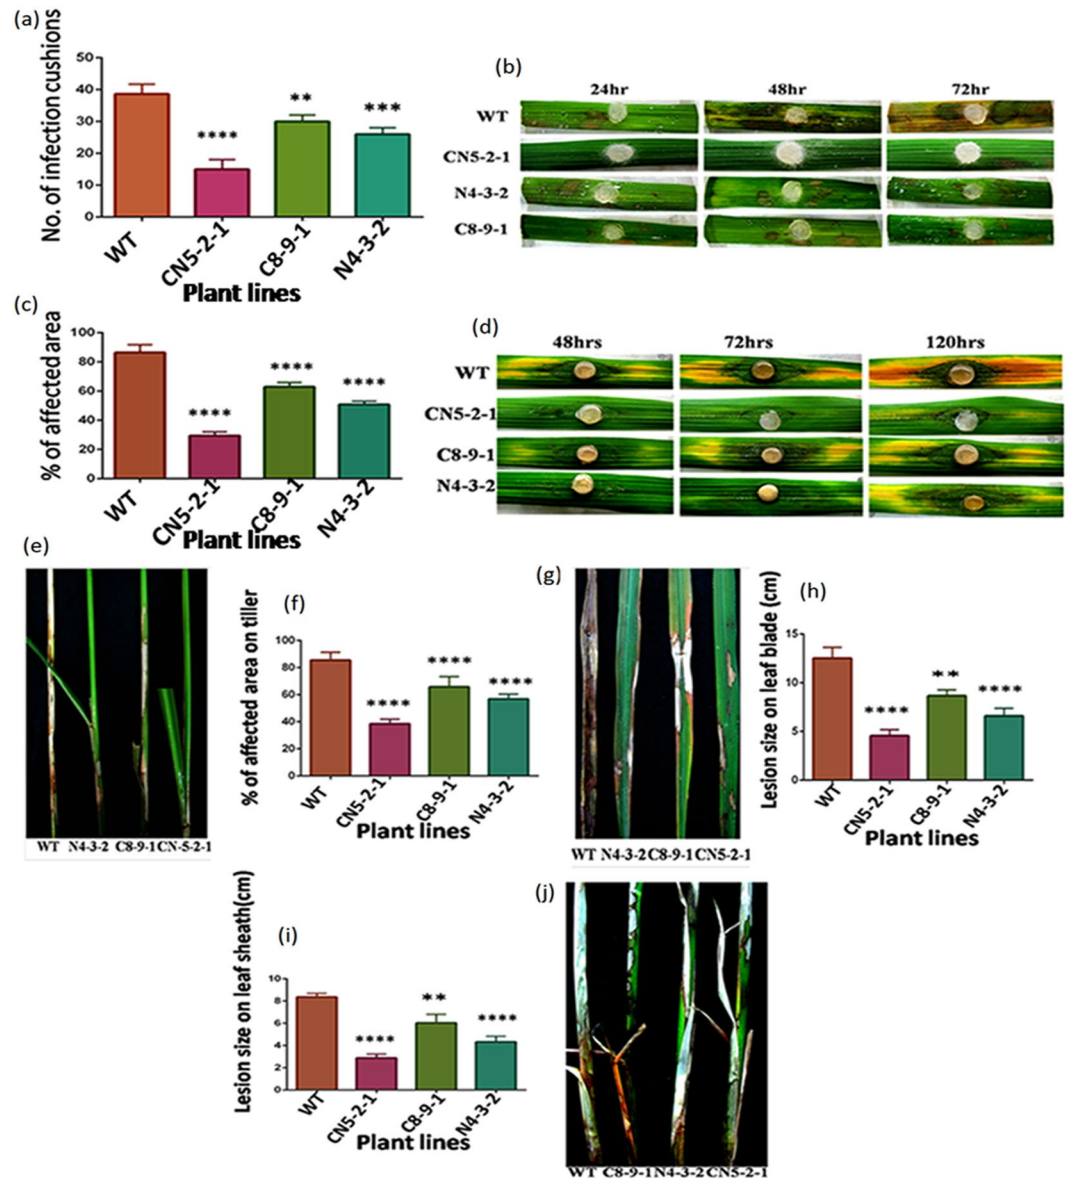 (a)
No. of infection cushions
50
40
30
20
10
0
****
**
***
WT
CN5-2-1
C8-9-1
N4-3-2
Plant lines
(b)
24hr 48hr 72hr
WT
CN5-2-1
N4-3-2
C8-9-1
(c)
% of affected area
100
80
60
40
20
0
****
****
****
WT
CN5-2-1
C8-9-1
N4-3-2
Plant lines
(d)
48hrs 72hrs 120hrs
WT
CN5-2-1
C8-9-1
N4-3-2
(e)
WT N4-3-2 C8-9-1 CN-5-2-1
(f)
% of affected area on tiller
100
80
60
40
20
0
****
****
****
WT
CN5-2-1
C8-9-1
N4-3-2
Plant lines
(g)
WT N4-3-2 C8-9-1 CN5-2-1
(h)
Lesion size on leaf blade (cm)
15
10
5
0
****
**
****
WT
CN5-2-1
C8-9-1
N4-3-2
Plant lines
(i)
Lesion size on leaf sheath(cm)
10
8
6
4
2
0
****
**
****
WT
CN5-2-1
C8-9-1
N4-3-2
Plant lines
(j)
WT C8-9-1 N4-3-2 CN5-2-1